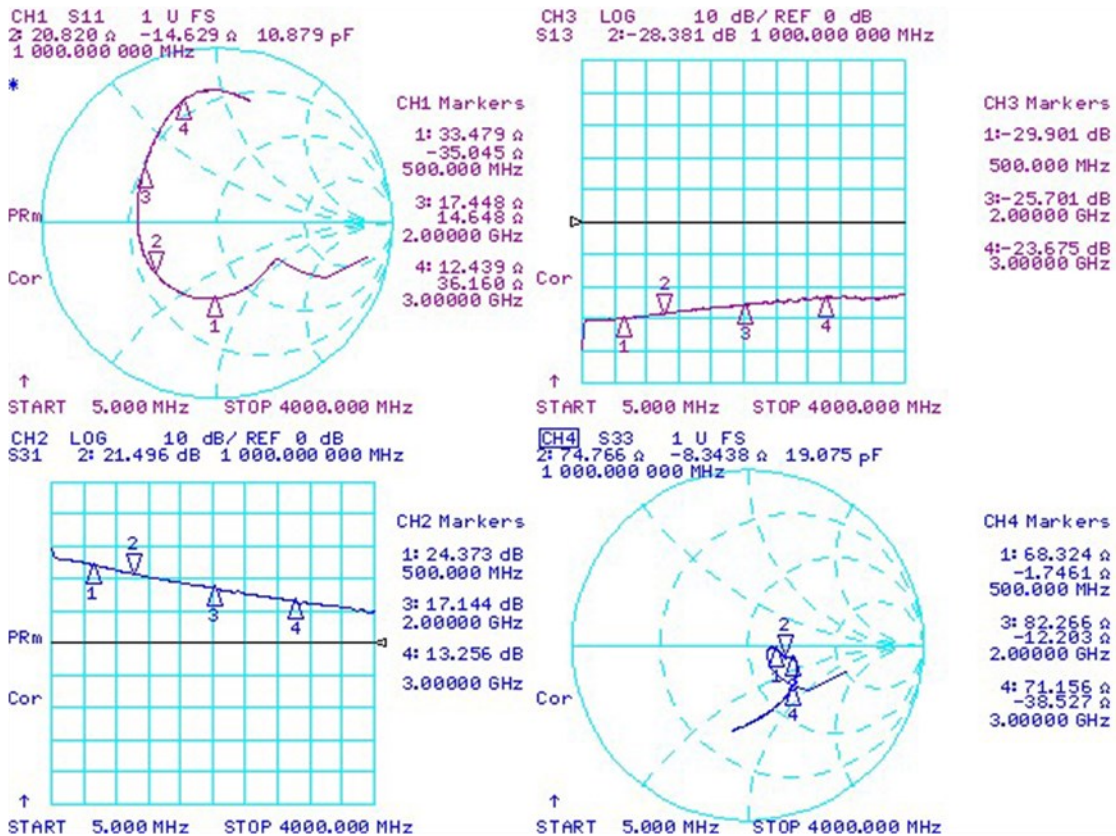 CH1 S11 1 U FS
2: 20.820 Ω -14.629 Ω 10.879 pF
1 000.000 000 MHz
*
PRm
Cor
↑
START 5.000 MHz STOP 4000.000 MHz
1
2
3
4
CH1 Markers
1: 33.479 Ω
-35.045 Ω
500.000 MHz
3: 17.448 Ω
14.648 Ω
2.00000 GHz
4: 12.439 Ω
36.160 Ω
3.00000 GHz
CH3 LOG 10 dB/ REF 0 dB
S13 2:-28.381 dB 1 000.000 000 MHz
Cor
↑
START 5.000 MHz STOP 4000.000 MHz
1
2
3
4
CH3 Markers
1:-29.901 dB
500.000 MHz
3:-25.701 dB
2.00000 GHz
4:-23.675 dB
3.00000 GHz
CH2 LOG 10 dB/ REF 0 dB
S31 2: 21.496 dB 1 000.000 000 MHz
PRm
Cor
↑
START 5.000 MHz STOP 4000.000 MHz
1
2
3
4
CH2 Markers
1: 24.373 dB
500.000 MHz
3: 17.144 dB
2.00000 GHz
4: 13.256 dB
3.00000 GHz
CH4 S33 1 U FS
2: 74.766 Ω -8.3438 Ω 19.075 pF
1 000.000 000 MHz
Cor
↑
START 5.000 MHz STOP 4000.000 MHz
1
2
4
CH4 Markers
1: 68.324 Ω
-1.7461 Ω
500.000 MHz
3: 82.266 Ω
-12.203 Ω
2.00000 GHz
4: 71.156 Ω
-38.527 Ω
3.00000 GHz